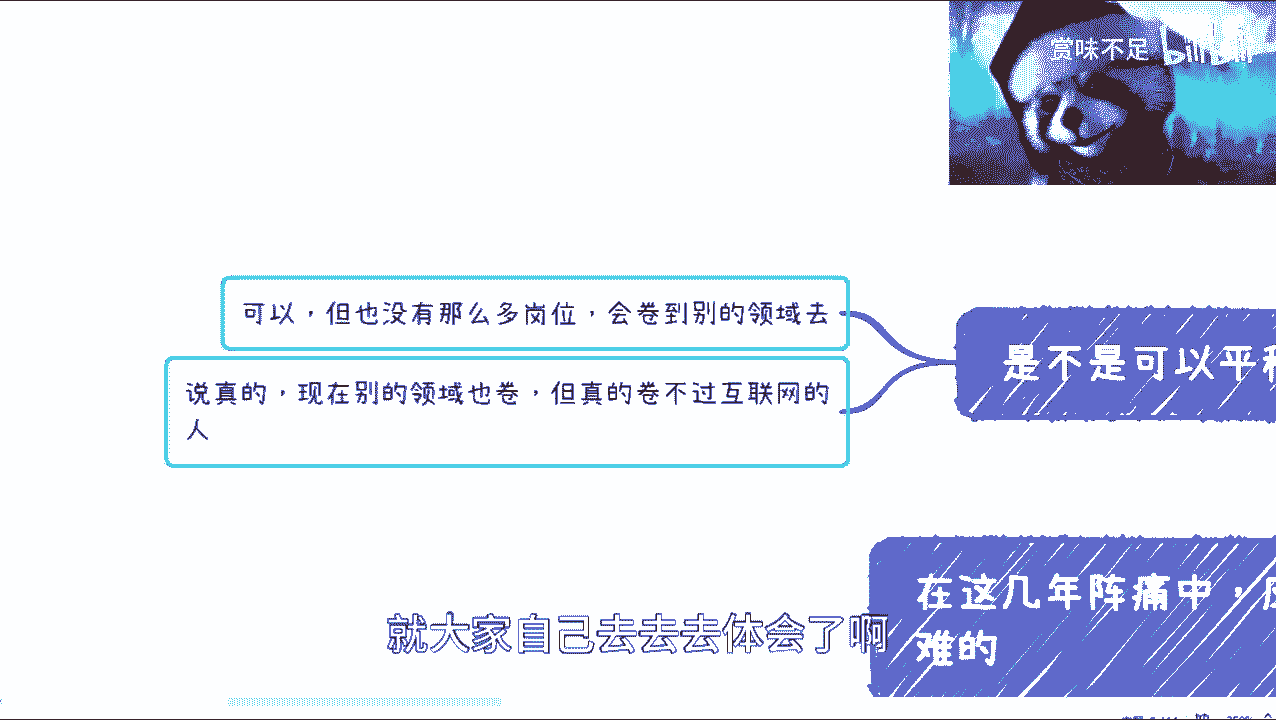 赏味不足 bilibili
可以，但也没有那么多岗位，会卷到别的领域去
是不是可以平
说真的，现在别的领域也卷，但真的卷不过互联网的
人
在这几年阵痛中，
难的
就大家自己去去去体会了啊